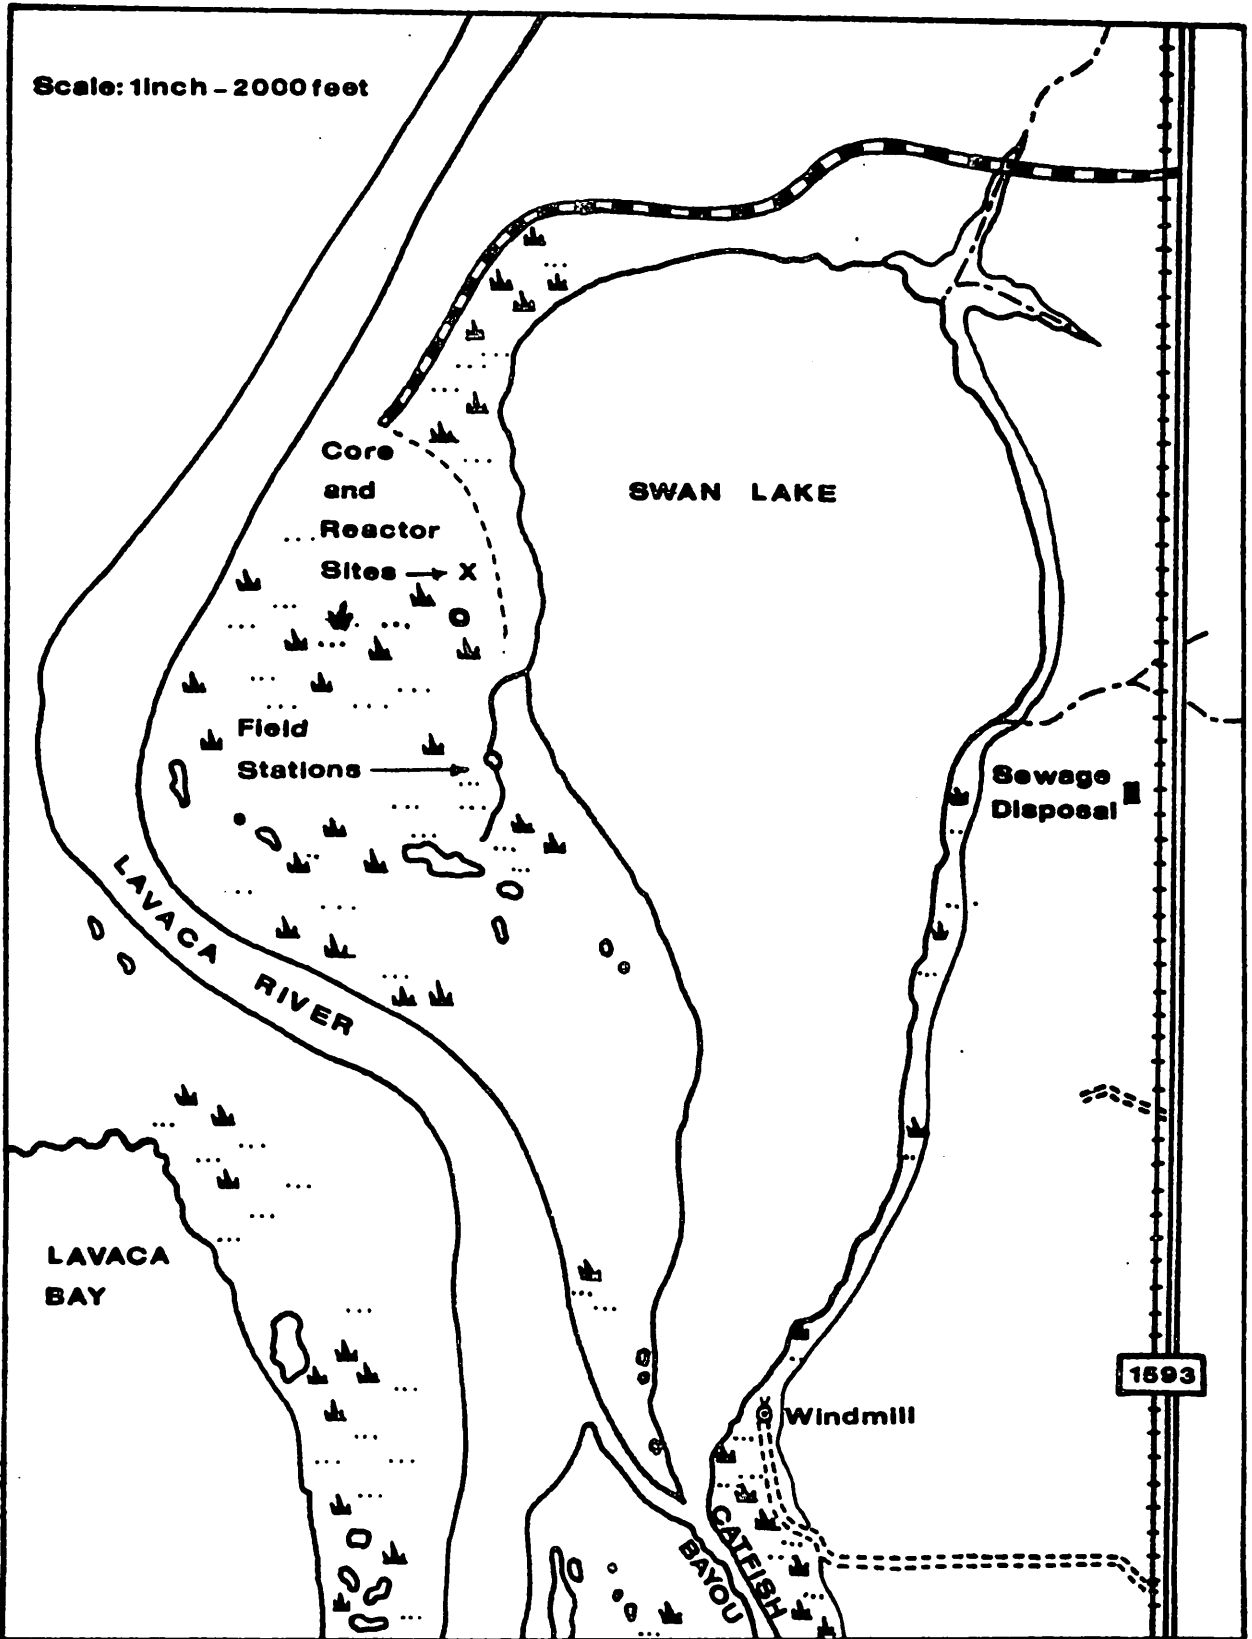 Scale: 1inch - 2000 feet
Core
and
Reactor
Sites
X
SWAN LAKE
Field
Stations
Sewage
Disposal
LAVACA RIVER
LAVACA
BAY
1593
Windmill
CATFISH
BAYOU